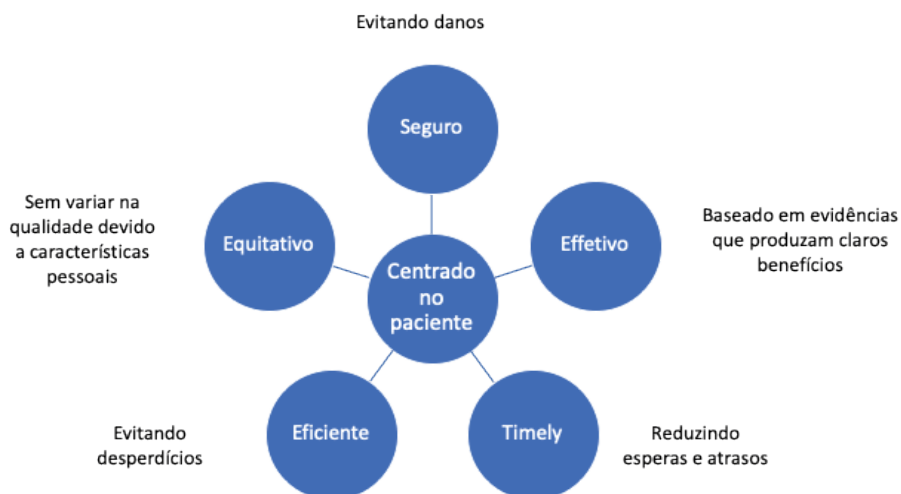 Evitando danos
Seguro
Sem variar na
qualidade devido
a características
pessoais
Equitativo
Effetivo
Baseado em evidências
que produzam claros
benefícios
Centrado
no
paciente
Evitando
desperdícios
Eficiente
Timely
Reduzindo
esperas e atrasos